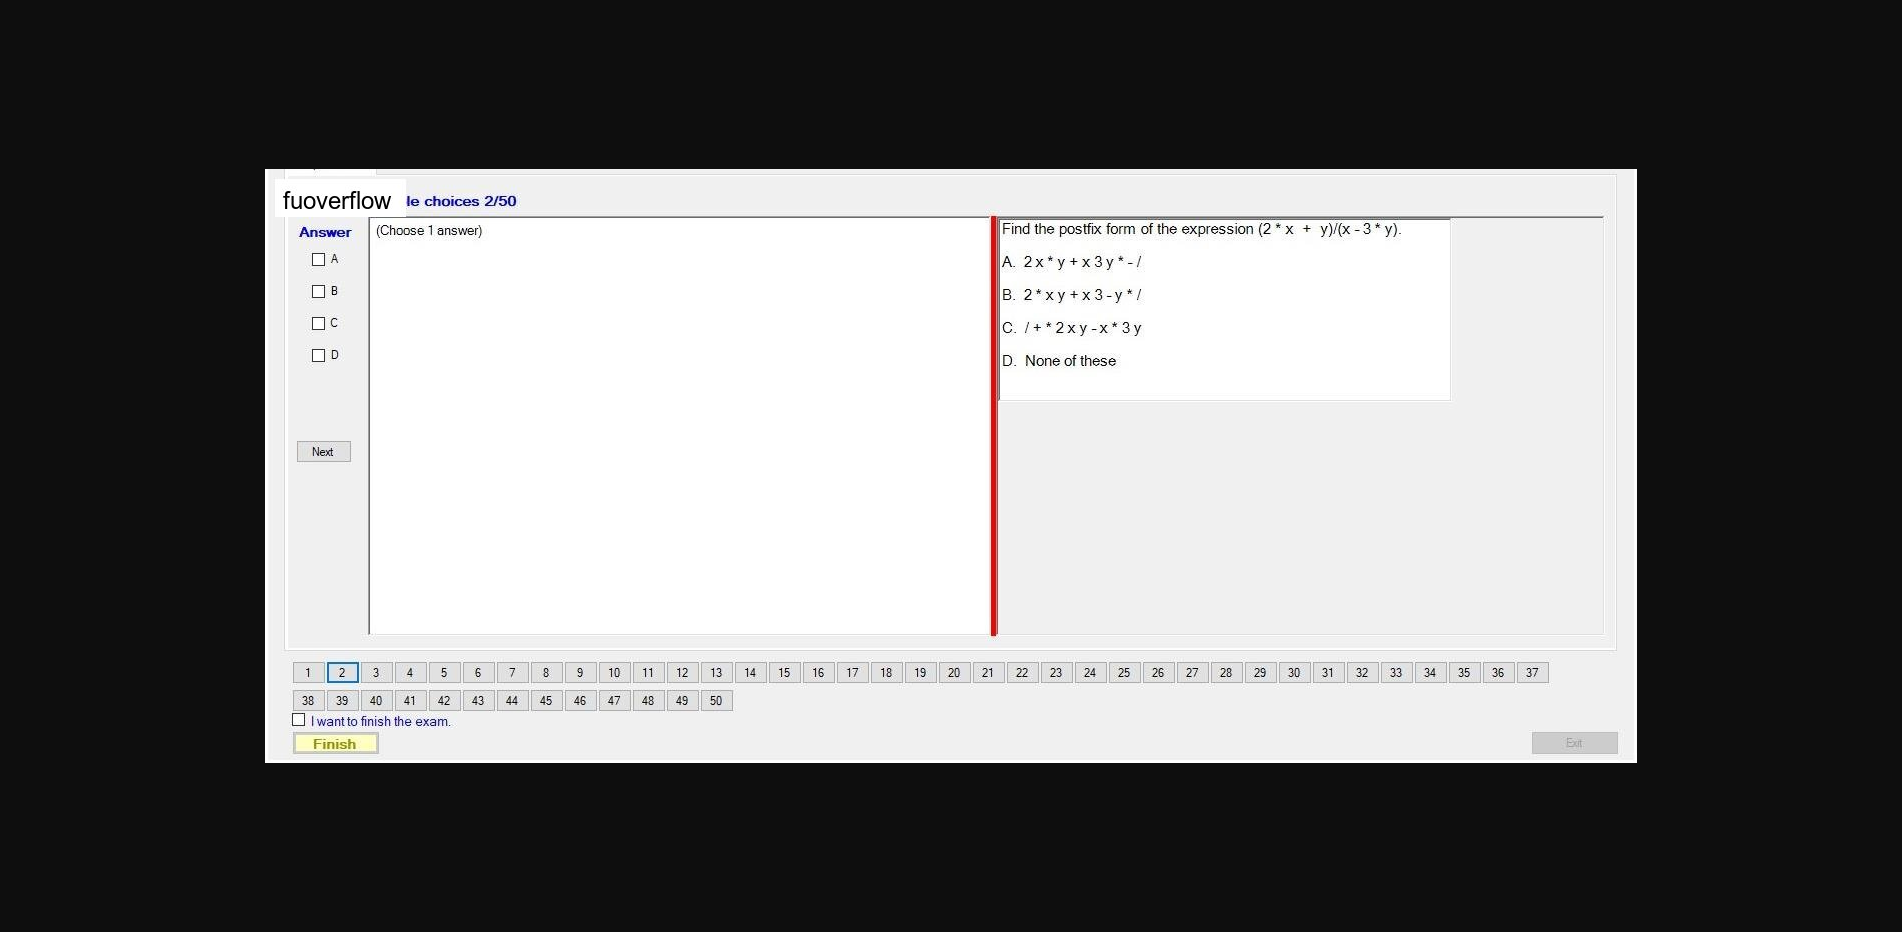 fuoverflow le choices 2/50
Answer
(Choose 1 answer)
A
B
C
D
Next
Find the postfix form of the expression (2 * x + y)/(x - 3 * y).
A. 2 x * y + x 3 y * - /
B. 2 * x y + x 3 - y * /
C. / + * 2 x y - x * 3 y
D. None of these
1 2 3 4 5 6 7 8 9 10 11 12 13 14 15 16 17 18 19 20 21 22 23 24 25 26 27 28 29 30 31 32 33 34 35 36 37
38 39 40 41 42 43 44 45 46 47 48 49 50
I want to finish the exam.
Finish
Exit